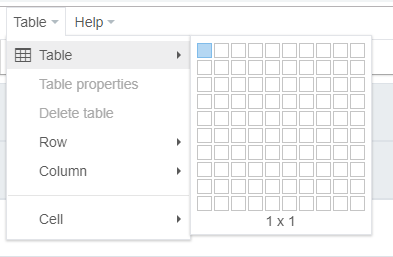 Table Help
Table
Table properties
Delete table
Row
Column
Cell
1 x 1